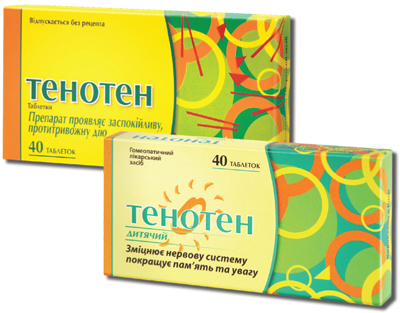 Відпускається без рецепта
ТЕНОТЕН
Таблетки
Препарат проявляє заспокійливу,
протитривожну дію
40 ТАБЛЕТОК
Гомеопатичний
лікарський
засіб
40 ТАБЛЕТОК
ТЕНОТЕН
ДИТЯЧИЙ
Зміцнює нервову систему
покращує пам'ять та увагу